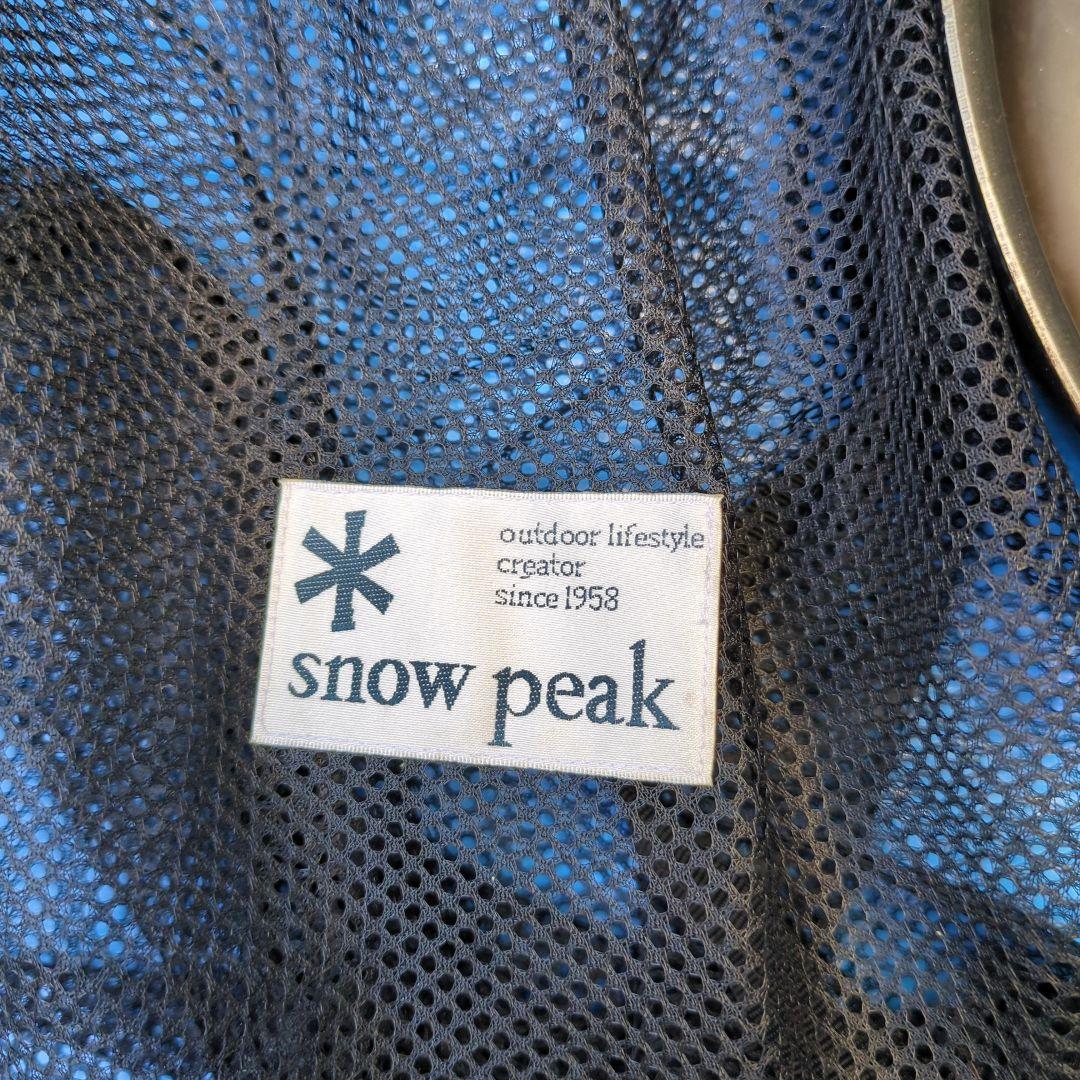 outdoor lifestyle
creator
since 1958
snow peak